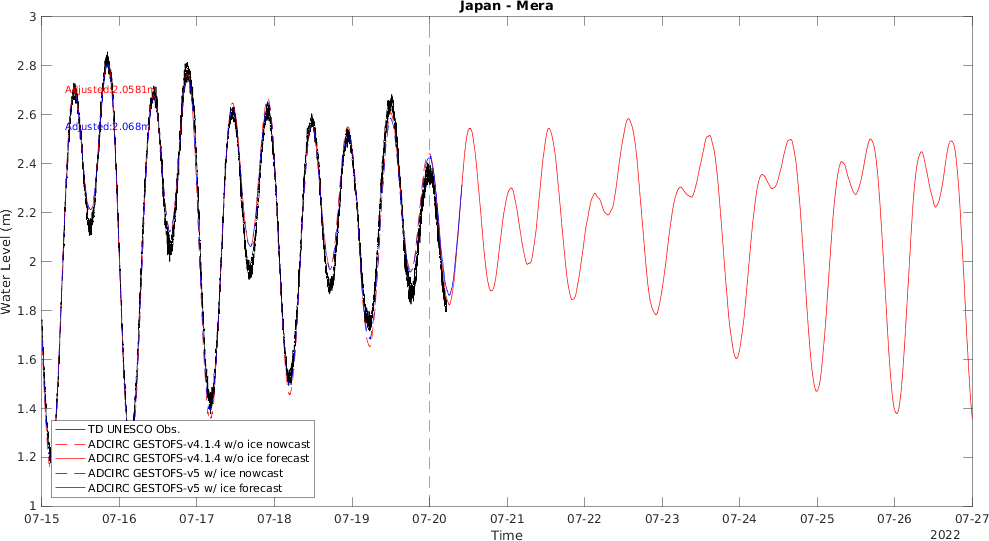 Japan - Mera
3
2.8
2.6
2.4
2.2
2
1.8
1.6
1.4
1.2
1
Water Level (m)
Adjusted:2.0581m
Adjusted:2.068m
TD UNESCO Obs.
ADCIRC GESTOFS-v4.1.4 w/o ice nowcast
ADCIRC GESTOFS-v4.1.4 w/o ice forecast
ADCIRC GESTOFS-v5 w/ ice nowcast
ADCIRC GESTOFS-v5 w/ ice forecast
07-15 07-16 07-17 07-18 07-19 07-20 07-21 07-22 07-23 07-24 07-25 07-26 07-27
Time
2022